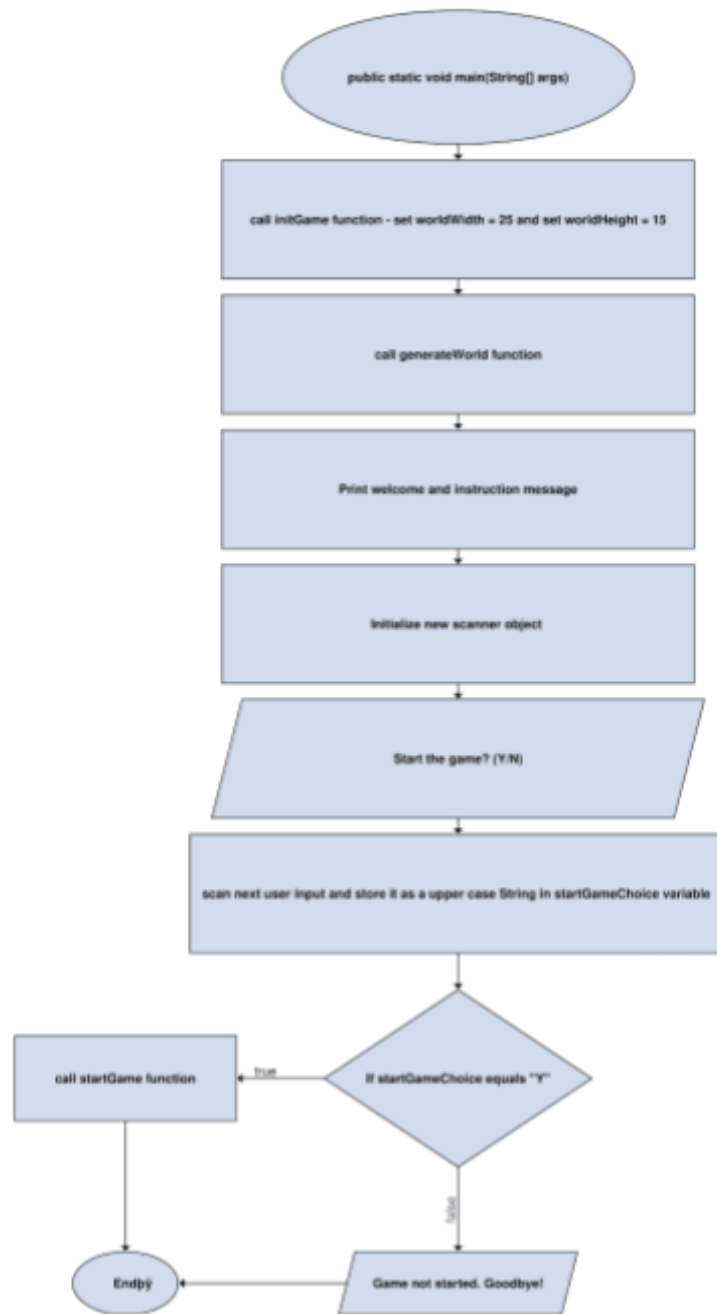 public static void main(String[] args)
call initGame function - set worldWidth = 25 and set worldHeight = 15
call generateWorld function
Print welcome and instruction message
Initialize new scanner object
Start the game? (Y/N)
scan next user input and store it as a upper case String in startGameChoice variable
If startGameChoice equals "Y"
true
call startGame function
false
Game not started. Goodbye!
Endþÿ